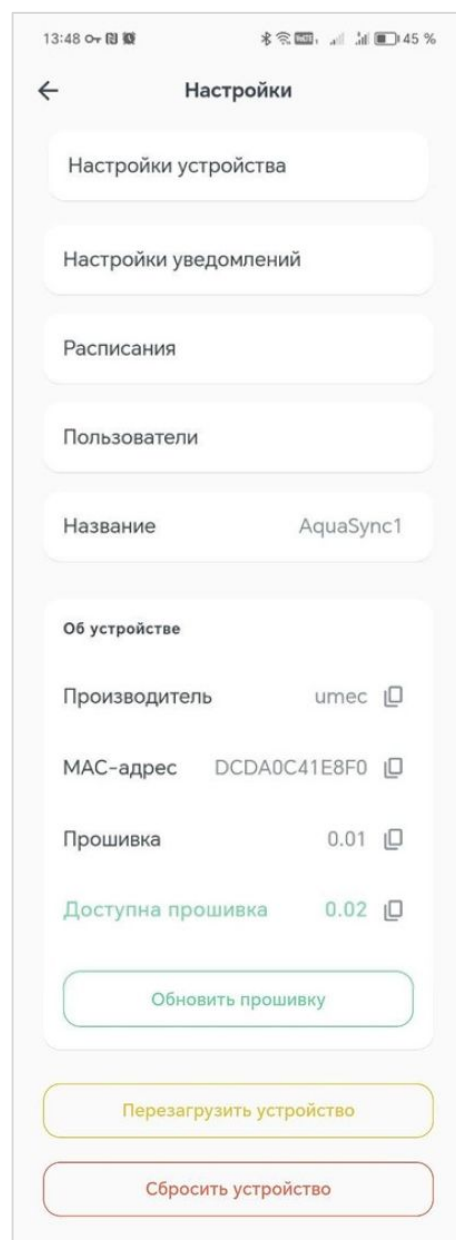 13:48 45 %
Настройки
Настройки устройства
Настройки уведомлений
Расписания
Пользователи
Название AquaSync1
Об устройстве
Производитель umec
MAC-адрес DCDA0C41E8F0
Прошивка 0.01
Доступна прошивка 0.02
Обновить прошивку
Перезагрузить устройство
Сбросить устройство